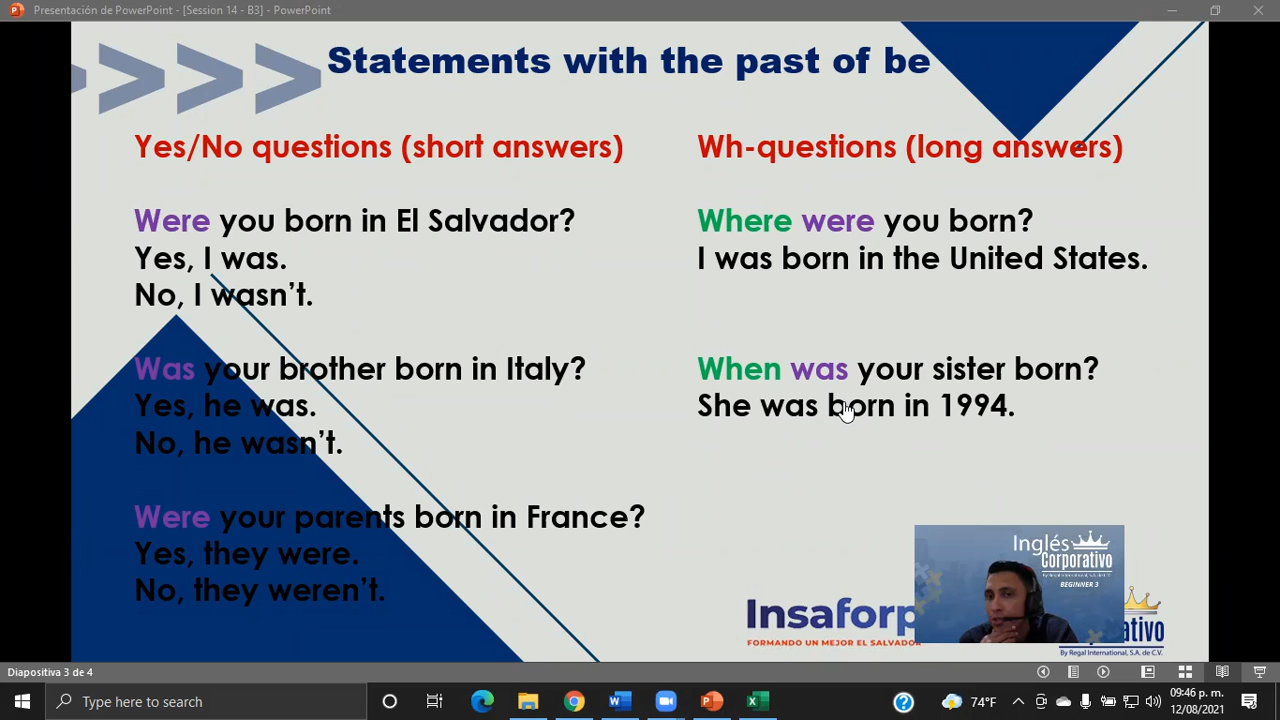 Presentación de PowerPoint - [Session 14 - B3] - PowerPoint
Statements with the past of be
Yes/No questions (short answers)
Were you born in El Salvador?
Yes, I was.
No, I wasn't.
Was your brother born in Italy?
Yes, he was.
No, he wasn't.
Were your parents born in France?
Yes, they were.
No, they weren't.
Wh-questions (long answers)
Where were you born?
I was born in the United States.
When was your sister born?
She was born in 1994.
Inglés
Corporativo
By Regal International, S.A. de C.V.
BEGINNER 3
Insaforp
FORMANDO UN MEJOR EL SALVADOR
By Regal International, S.A. de C.V.
Diapositiva 3 de 4
Type here to search
74°F
09:46 p. m.
12/08/2021